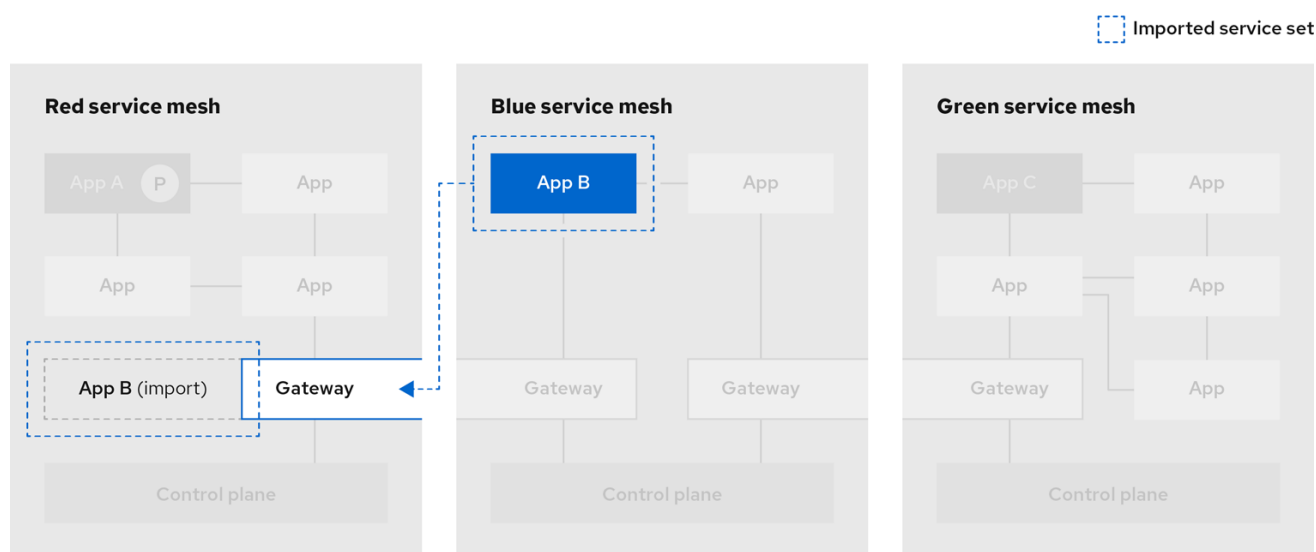 Imported service set
Red service mesh
App A P
App
App
App
App B (import)
Gateway
Control plane
Blue service mesh
App B
App
Gateway
Gateway
Control plane
Green service mesh
App C
App
App
App
Gateway
App
Control plane